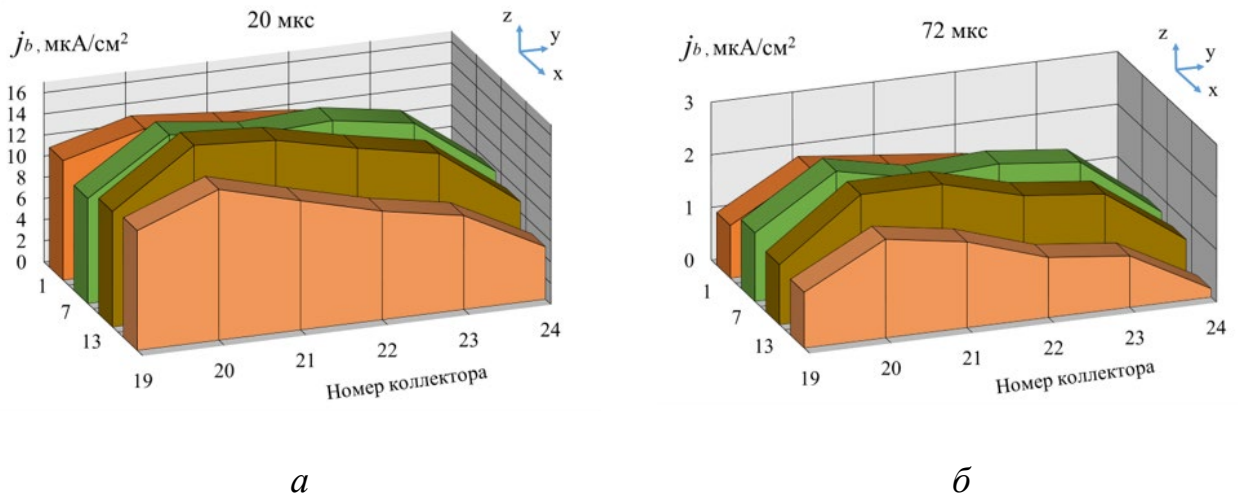 20 мкс
z
y
x
j_b, мкА/см²
16
14
12
10
8
6
4
2
0
1
7
13
19
20
21
22
23
24
Номер коллектора
а
72 мкс
z
y
x
j_b, мкА/см²
3
2
1
0
1
7
13
19
20
21
22
23
24
Номер коллектора
б